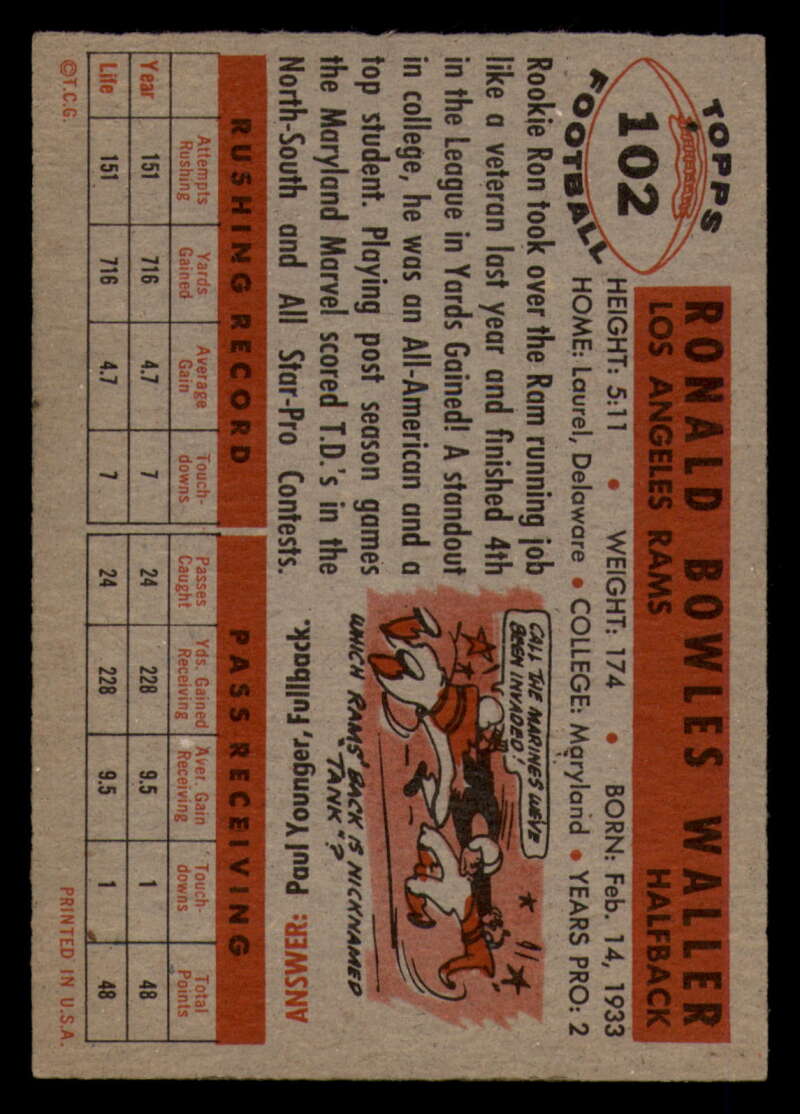 TOPPS
102
FOOTBALL
RONALD BOWLES WALLER
LOS ANGELES RAMS HALFBACK
HEIGHT: 5:11 • WEIGHT: 174 • BORN: Feb. 14, 1933
HOME: Laurel, Delaware • COLLEGE: Maryland • YEARS PRO: 2
Rookie Ron took over the Ram running job
like a veteran last year and finished 4th
in the League in Yards Gained! A standout
in college, he was an All-American and a
top student. Playing post season games
the Maryland Marvel scored T.D.'s in the
North-South and All Star-Pro Contests.
CALL THE MARINES WE'VE
BEEN INVADED!
WHICH RAMS' BACK IS NICKNAMED
"TANK"?
ANSWER: Paul Younger, Fullback.
RUSHING RECORD PASS RECEIVING
Attempts Rushing Yards Gained Average Gain Touch-downs Passes Caught Yds. Gained Receiving Aver. Gain Receiving Touch-downs Total Points
Year 151 716 4.7 7 24 228 9.5 1 48
Life 151 716 4.7 7 24 228 9.5 1 48
©T.C.G. PRINTED IN U.S.A.